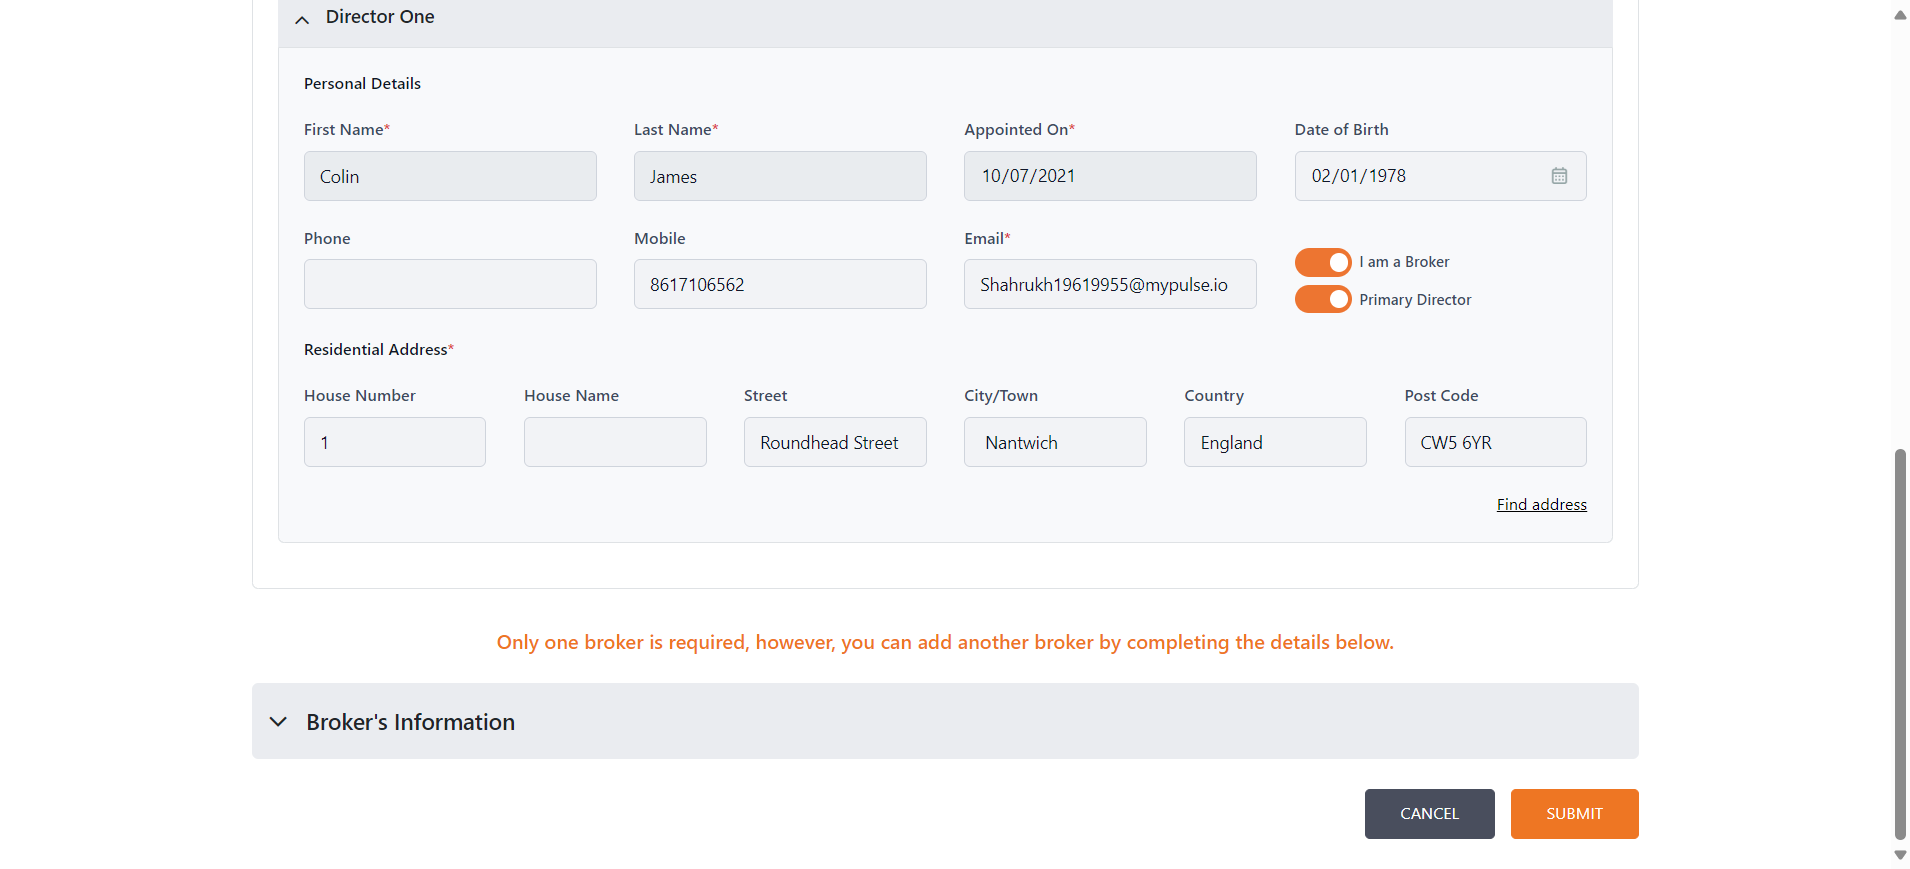 Director One
Personal Details
First Name* Last Name* Appointed On* Date of Birth
Colin James 10/07/2021 02/01/1978
Phone Mobile Email*
I am a Broker
8617106562 Shahrukh19619955@mypulse.io
Primary Director
Residential Address*
House Number House Name Street City/Town Country Post Code
1 Roundhead Street Nantwich England CW5 6YR
Find address
Only one broker is required, however, you can add another broker by completing the details below.
Broker's Information
CANCEL SUBMIT